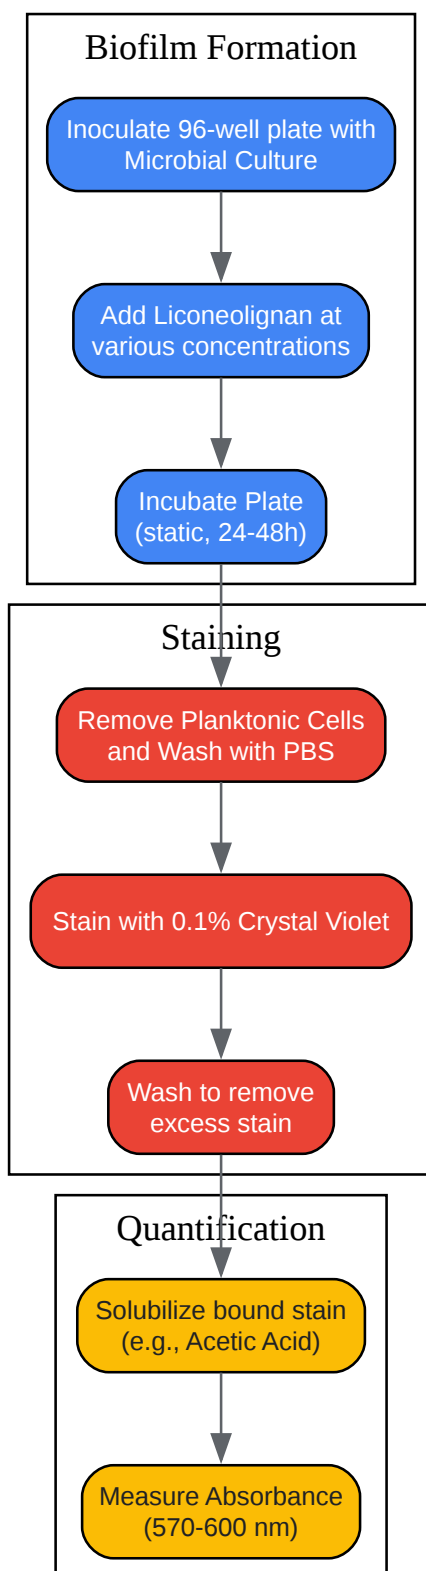 Biofilm Formation
Inoculate 96-well plate with
Microbial Culture
Add Liconeolignan at
various concentrations
Incubate Plate
(static, 24-48h)
Staining
Remove Planktonic Cells
and Wash with PBS
Stain with 0.1% Crystal Violet
Wash to remove
excess stain
Quantification
Solubilize bound stain
(e.g., Acetic Acid)
Measure Absorbance
(570-600 nm)